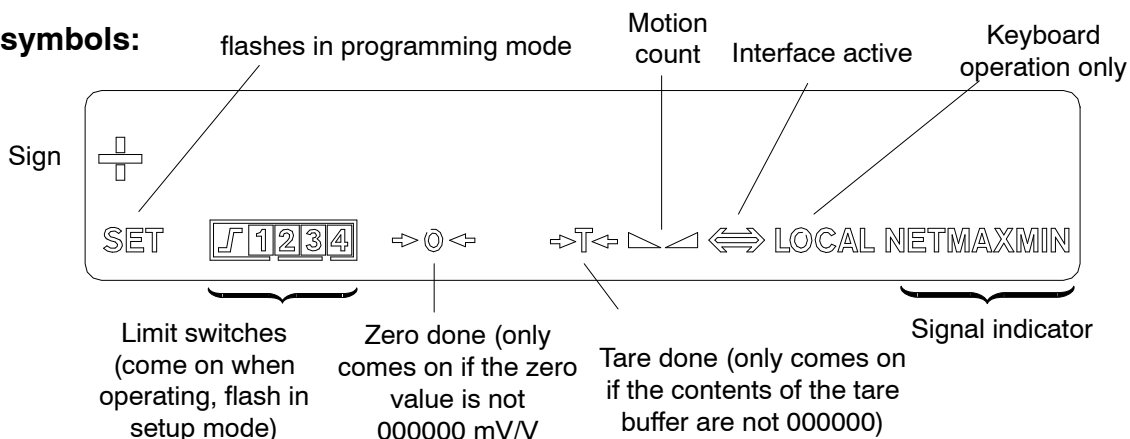 symbols:
flashes in programming mode
Motion
count
Interface active
Keyboard
operation only
Sign
SET
1 2 3 4
0
T
LOCAL NETMAXMIN
Limit switches
(come on when
operating, flash in
setup mode)
Zero done (only
comes on if the zero
value is not
000000 mV/V
Tare done (only comes on
if the contents of the tare
buffer are not 000000)
Signal indicator